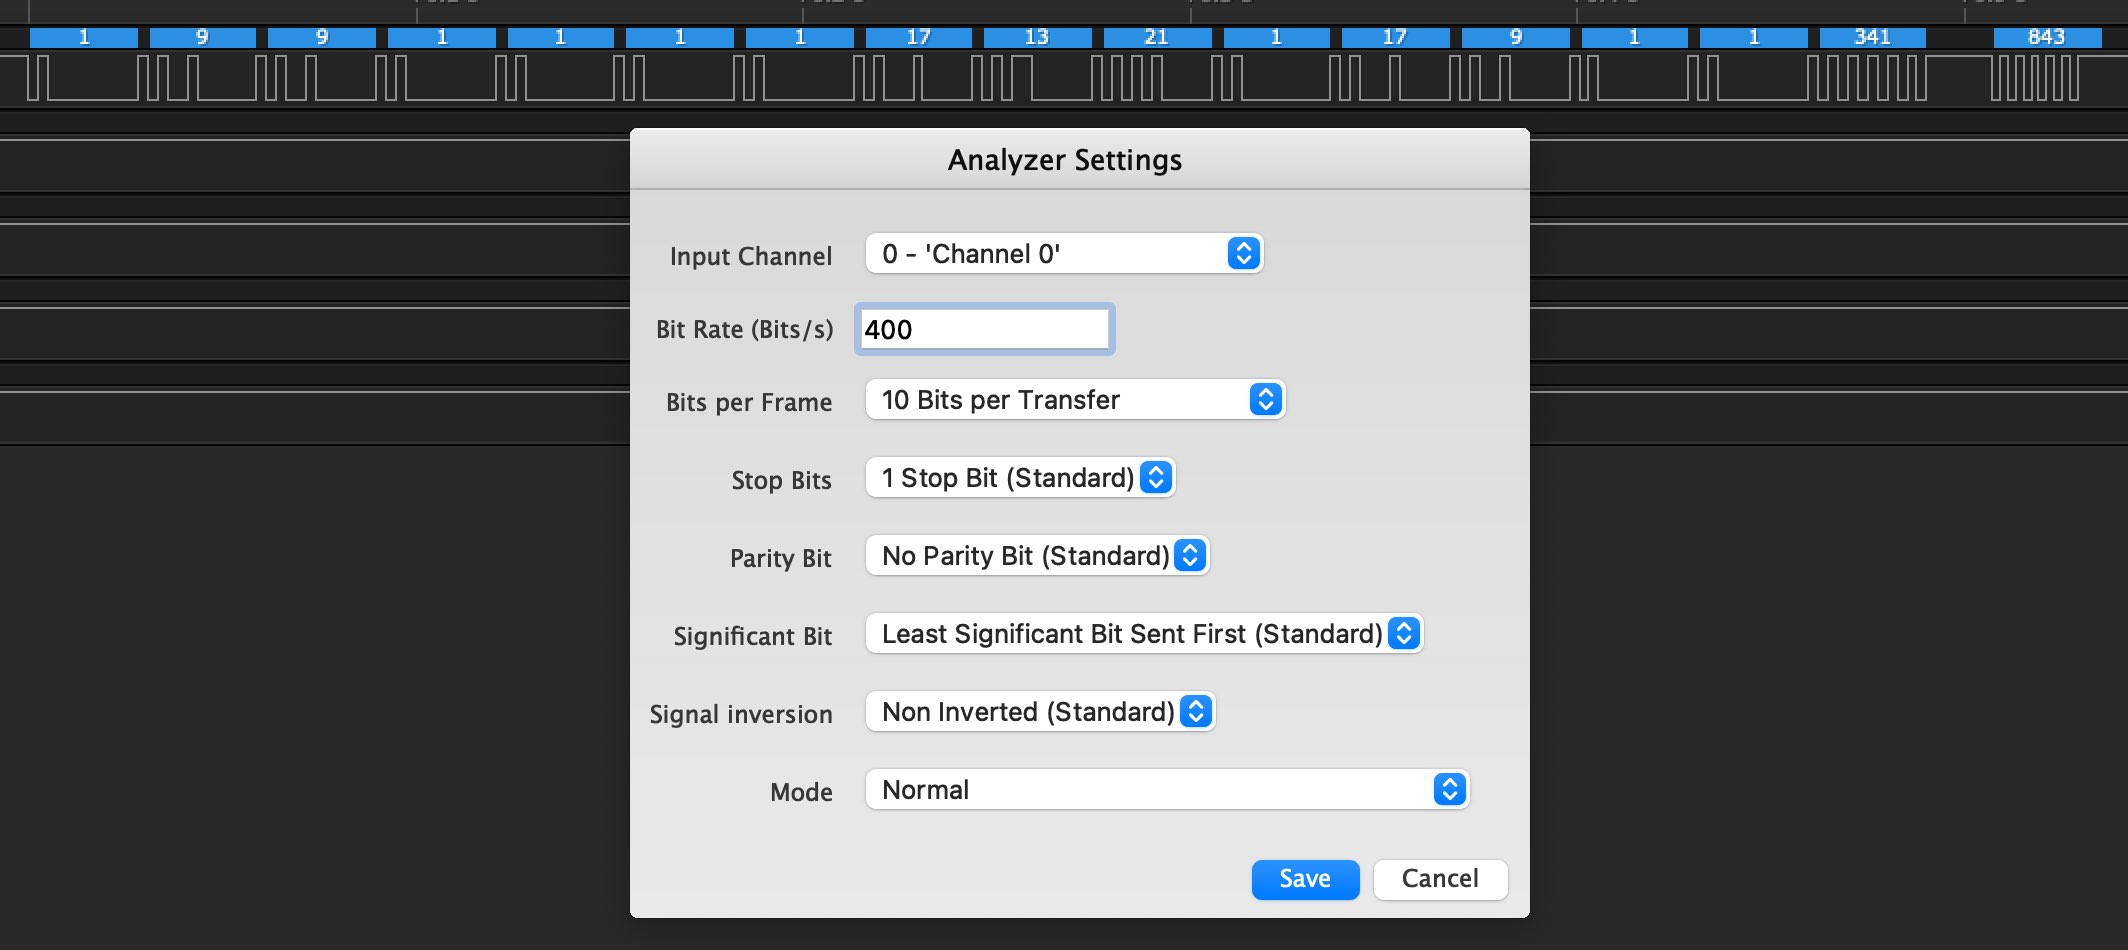 1 9 9 1 1 1 1 17 13 21 1 17 9 1 1 341 843
Analyzer Settings
Input Channel 0 - 'Channel 0'
Bit Rate (Bits/s) 400
Bits per Frame 10 Bits per Transfer
Stop Bits 1 Stop Bit (Standard)
Parity Bit No Parity Bit (Standard)
Significant Bit Least Significant Bit Sent First (Standard)
Signal inversion Non Inverted (Standard)
Mode Normal
Save Cancel